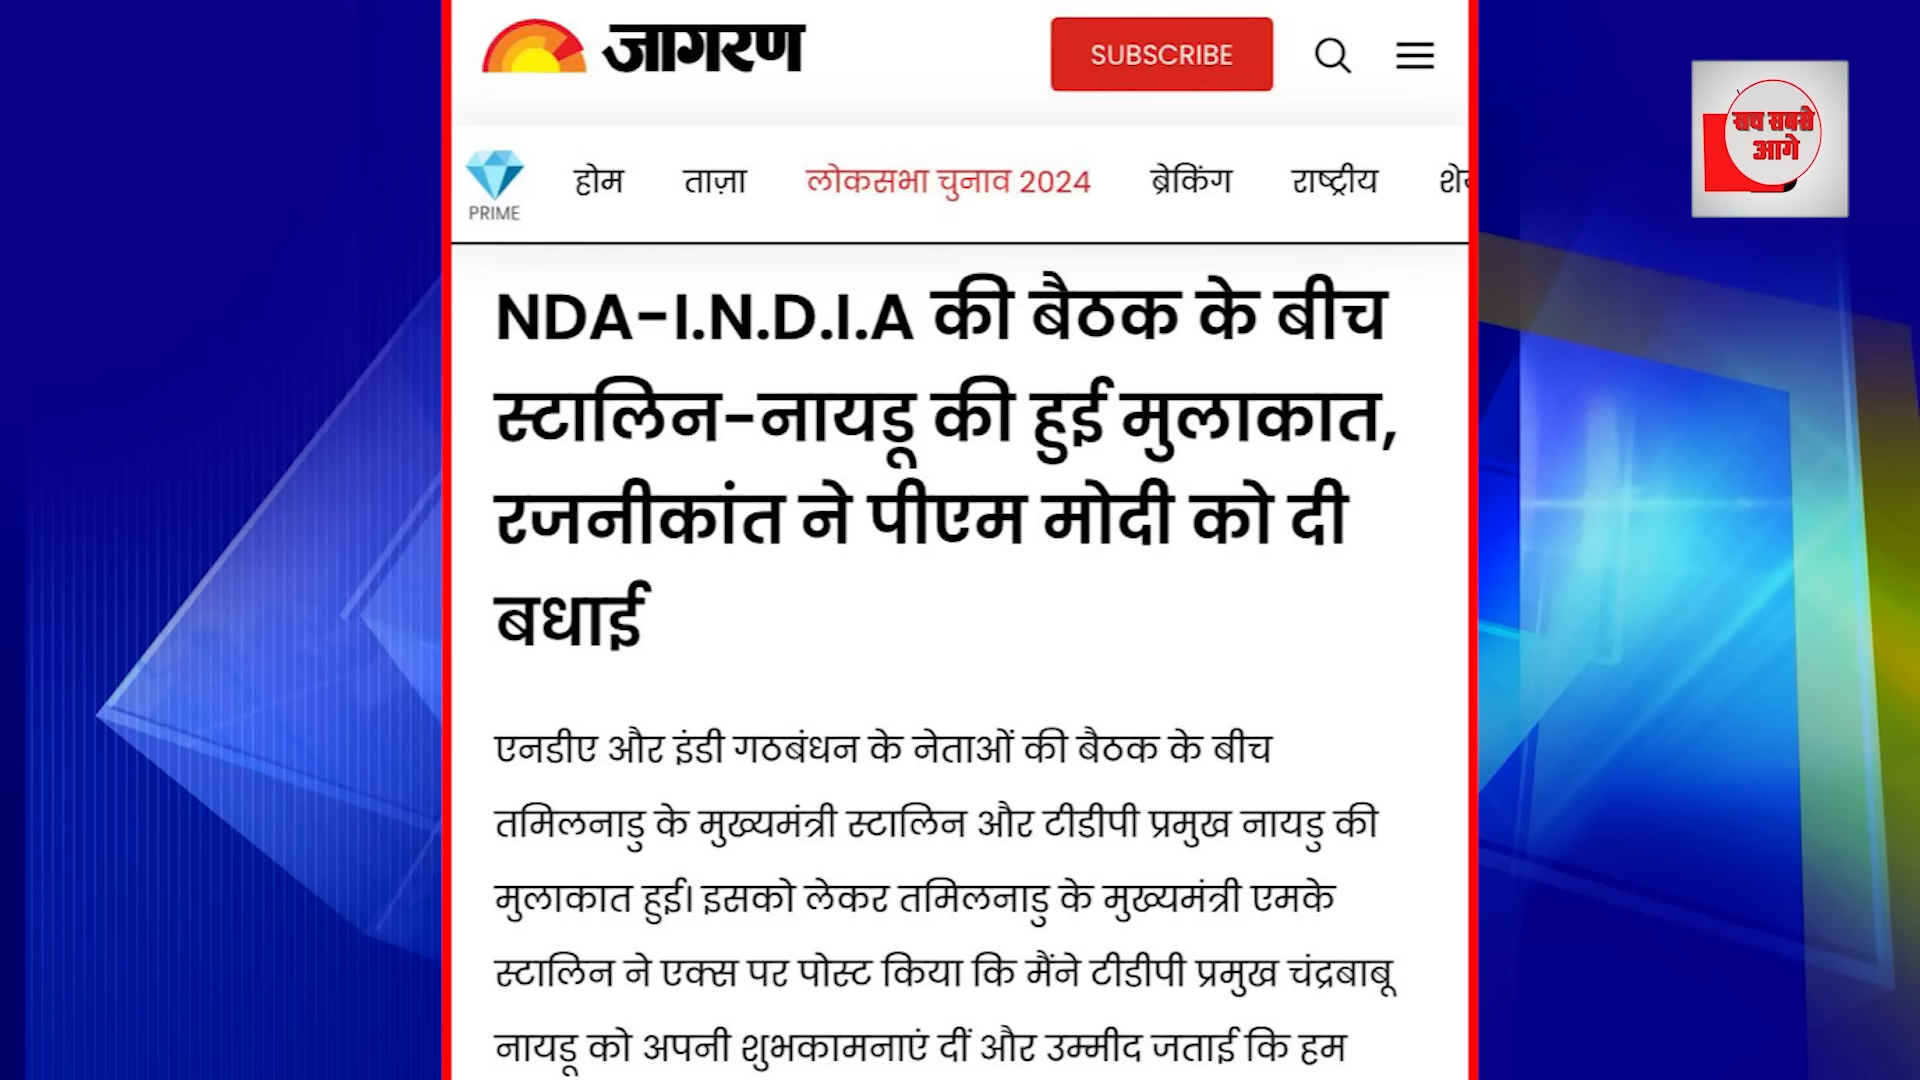 जागरण
SUBSCRIBE
सच सबसे
आगे
PRIME
होम ताज़ा लोकसभा चुनाव 2024 ब्रेकिंग राष्ट्रीय
NDA-I.N.D.I.A की बैठक के बीच
स्टालिन-नायडू की हुई मुलाकात,
रजनीकांत ने पीएम मोदी को दी
बधाई
एनडीए और इंडी गठबंधन के नेताओं की बैठक के बीच
तमिलनाडु के मुख्यमंत्री स्टालिन और टीडीपी प्रमुख नायडु की
मुलाकात हुई। इसको लेकर तमिलनाडु के मुख्यमंत्री एमके
स्टालिन ने एक्स पर पोस्ट किया कि मैंने टीडीपी प्रमुख चंद्रबाबू
नायडू को अपनी शुभकामनाएं दीं और उम्मीद जताई कि हम